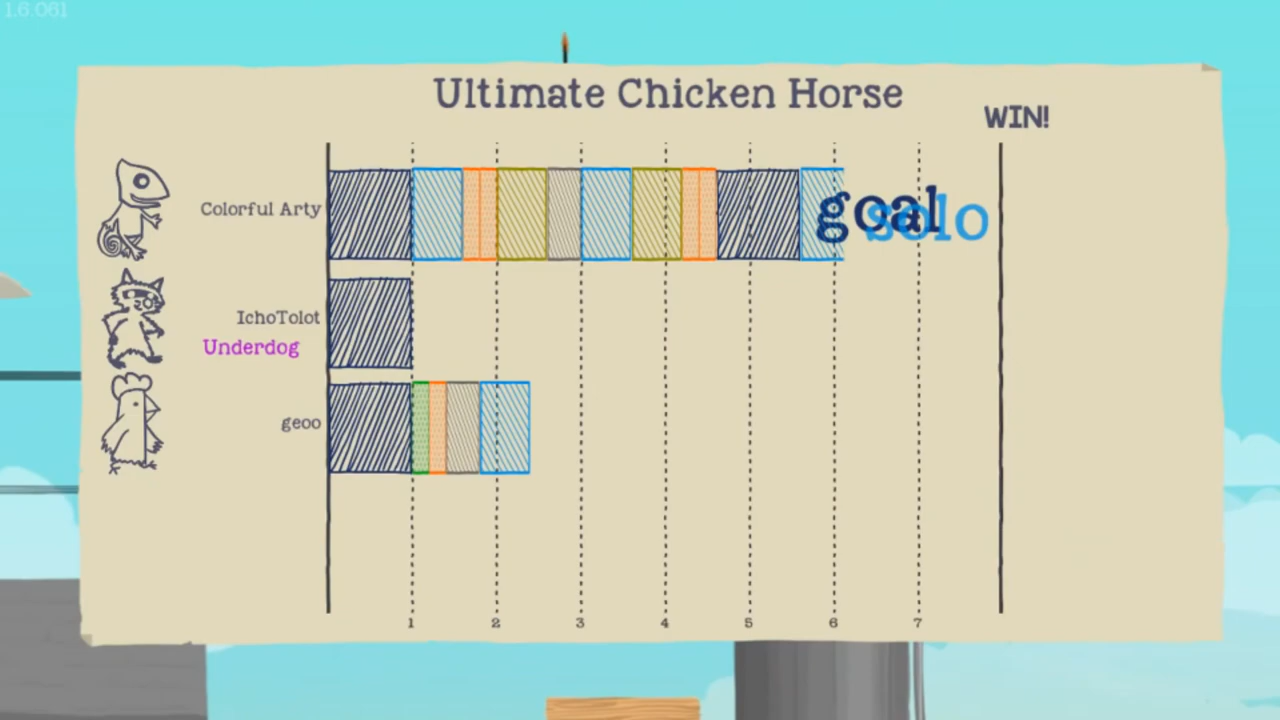 1.6.061
Ultimate Chicken Horse
WIN!
Colorful Arty
goal
solo
IchoTolot
Underdog
geoo
1 2 3 4 5 6 7